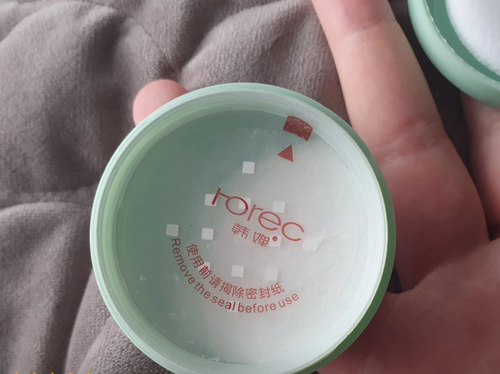 rorec
韩婵
使用前请揭除密封纸
Remove the seal before use